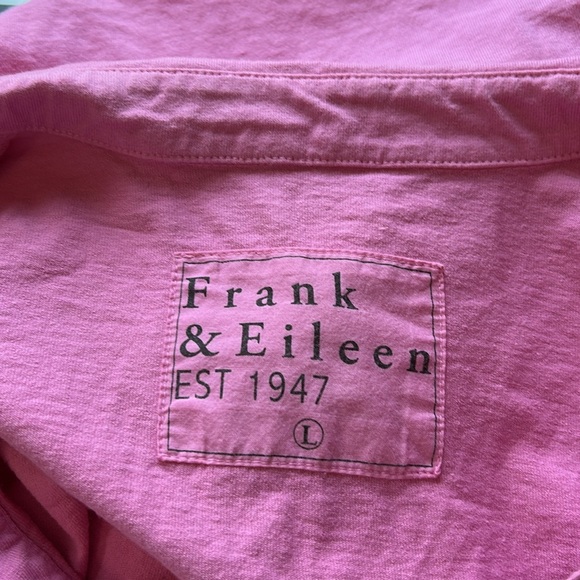 Frank
& Eileen
EST 1947
L